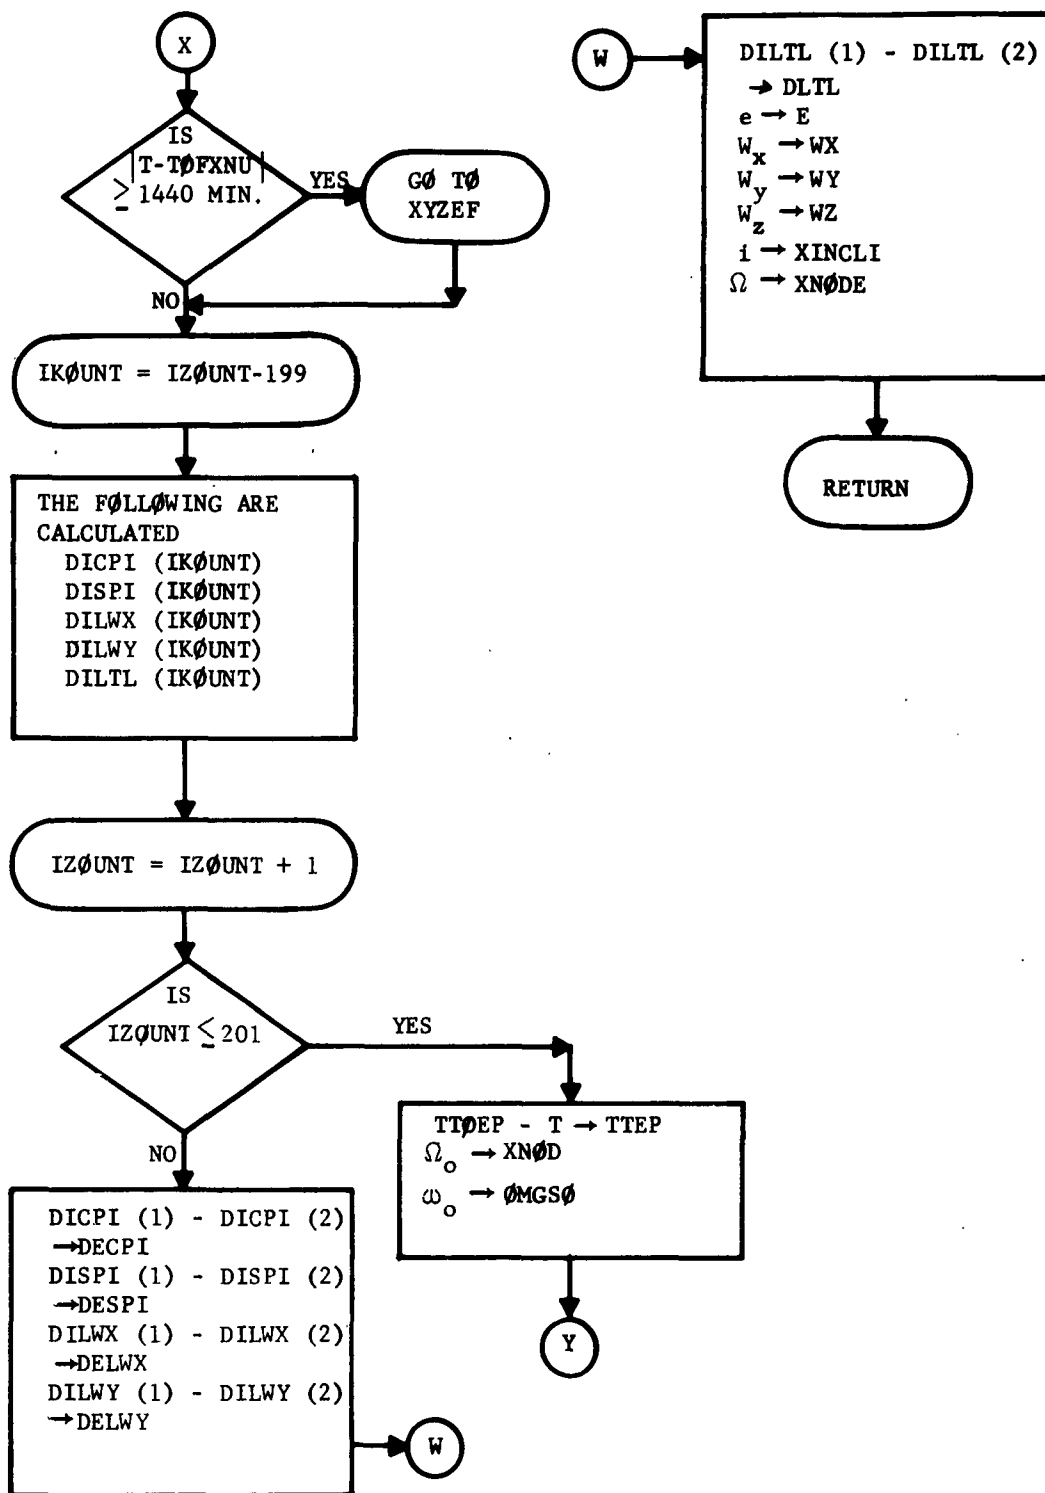 X
IS
|T-TØFXNU|
≥ 1440 MIN.
YES
GØ TØ
XYZEF
NO
IKØUNT = IZØUNT-199
THE FØLLØWING ARE
CALCULATED
DICPI (IKØUNT)
DISPI (IKØUNT)
DILWX (IKØUNT)
DILWY (IKØUNT)
DILTL (IKØUNT)
IZØUNT = IZØUNT + 1
IS
IZØUNT ≤ 201
YES
TTØEP - T → TTEP
Ω₀ → XNØD
ω₀ → ØMGSØ
Y
NO
DICPI (1) - DICPI (2)
→DECPI
DISPI (1) - DISPI (2)
→DESPI
DILWX (1) - DILWX (2)
→DELWX
DILWY (1) - DILWY (2)
→DELWY
W
W
DILTL (1) - DILTL (2)
→ DLTL
e → E
W_x → WX
W_y → WY
W_z → WZ
i → XINCLI
Ω → XNØDE
RETURN